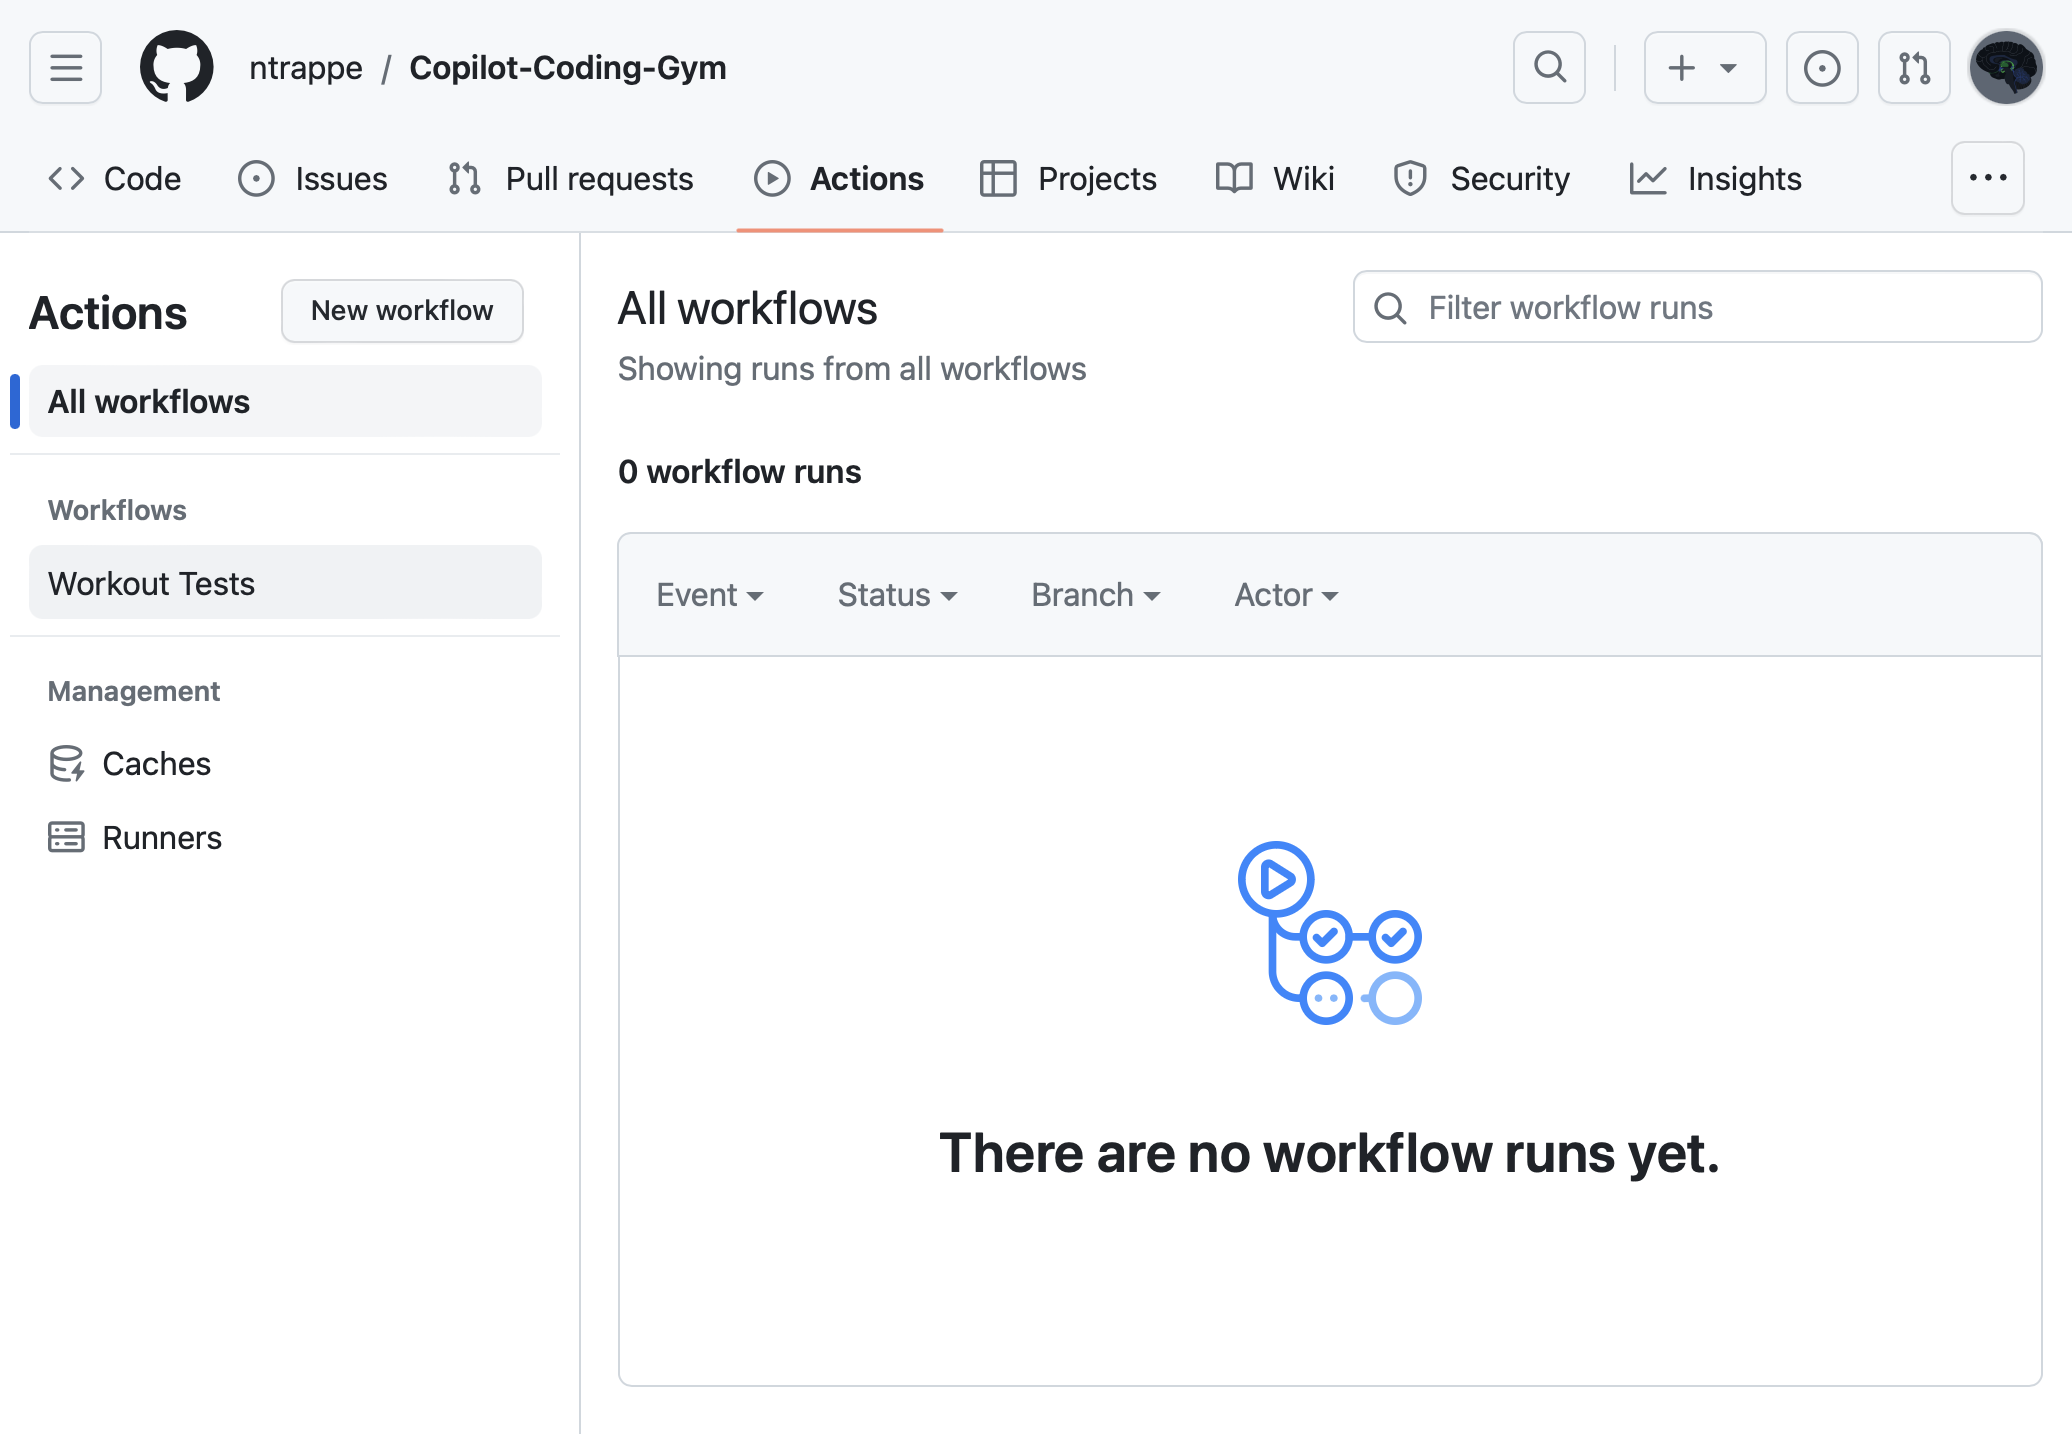 ntrappe / Copilot-Coding-Gym
Code Issues Pull requests Actions Projects Wiki Security Insights
Actions
New workflow
All workflows
Workflows
Workout Tests
Management
Caches
Runners
All workflows
Filter workflow runs
Showing runs from all workflows
0 workflow runs
Event Status Branch Actor
There are no workflow runs yet.